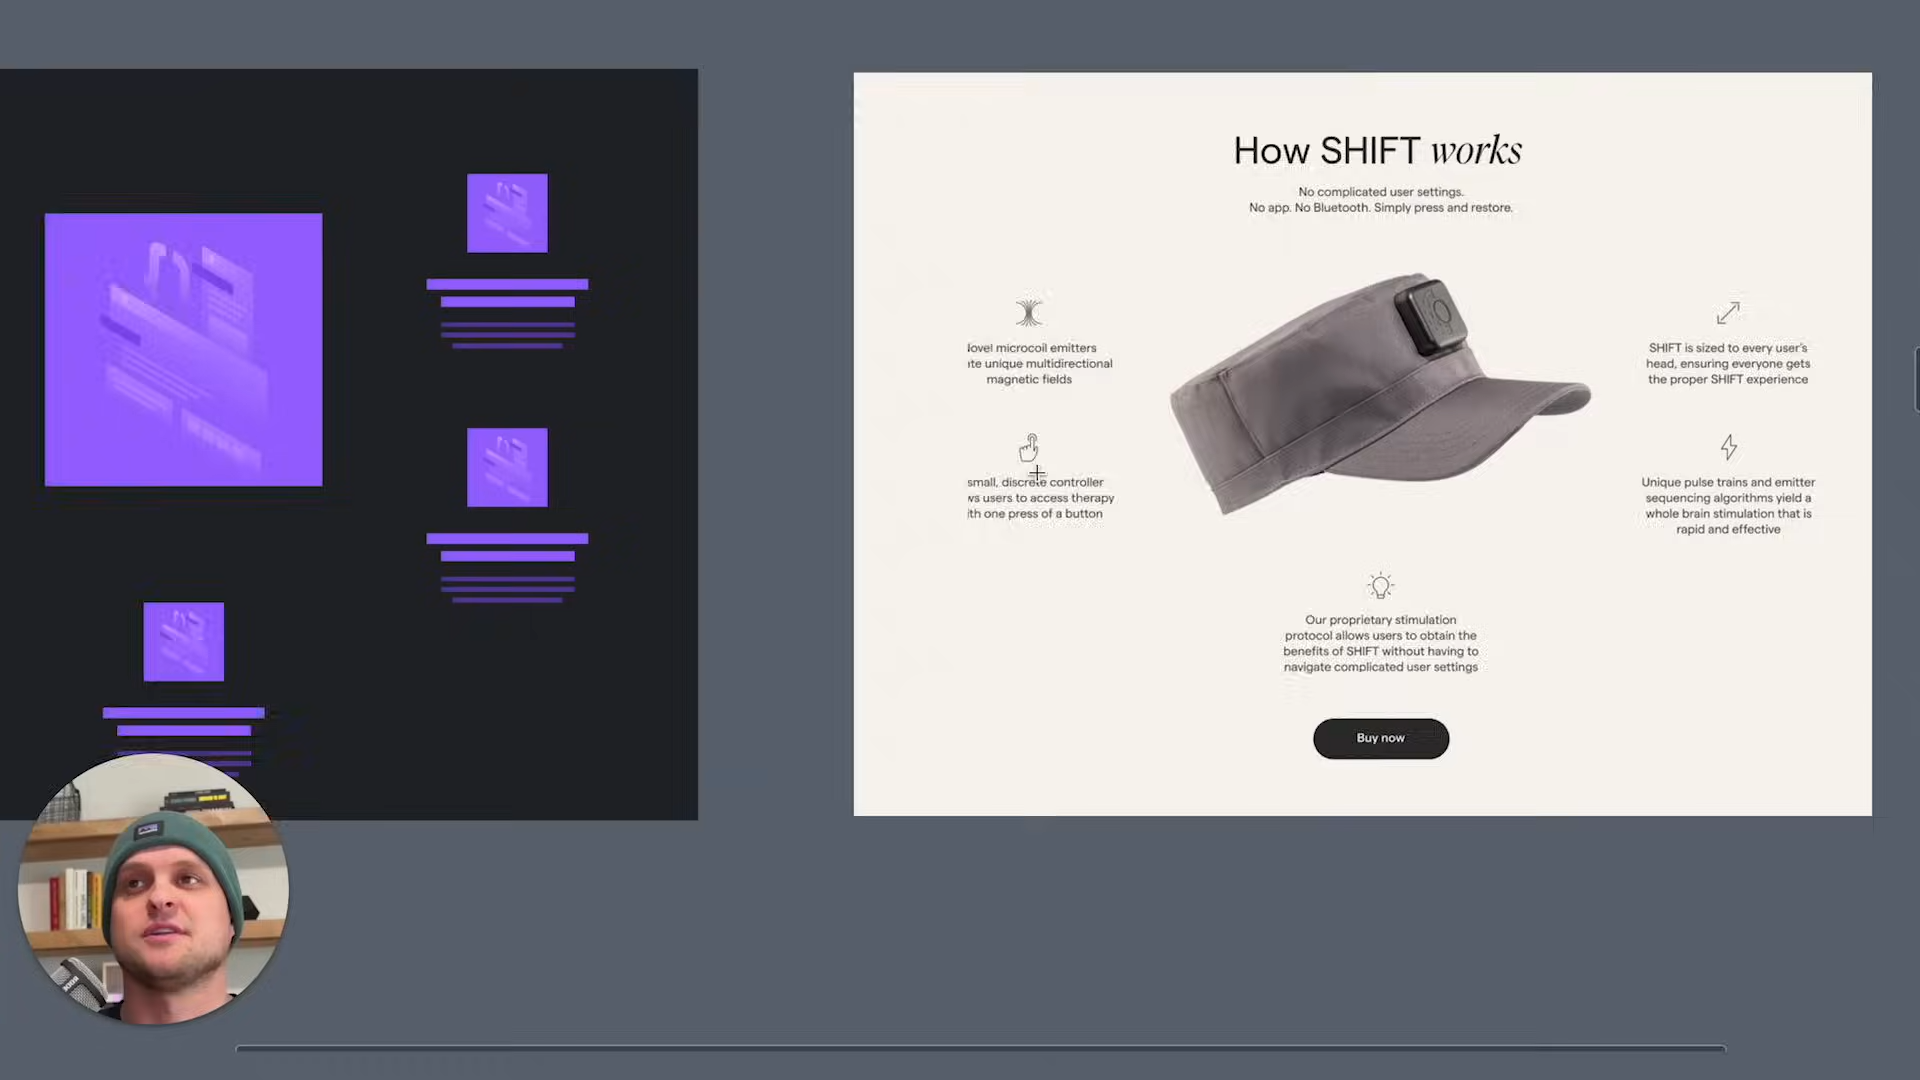 How SHIFT works
No complicated user settings.
No app. No Bluetooth. Simply press and restore.
ovel microcoil emitters
te unique multidirectional
magnetic fields
small, discrete controller
ws users to access therapy
ith one press of a button
SHIFT is sized to every user's
head, ensuring everyone gets
the proper SHIFT experience
Unique pulse trains and emitter
sequencing algorithms yield a
whole brain stimulation that is
rapid and effective
Our proprietary stimulation
protocol allows users to obtain the
benefits of SHIFT without having to
navigate complicated user settings
Buy now